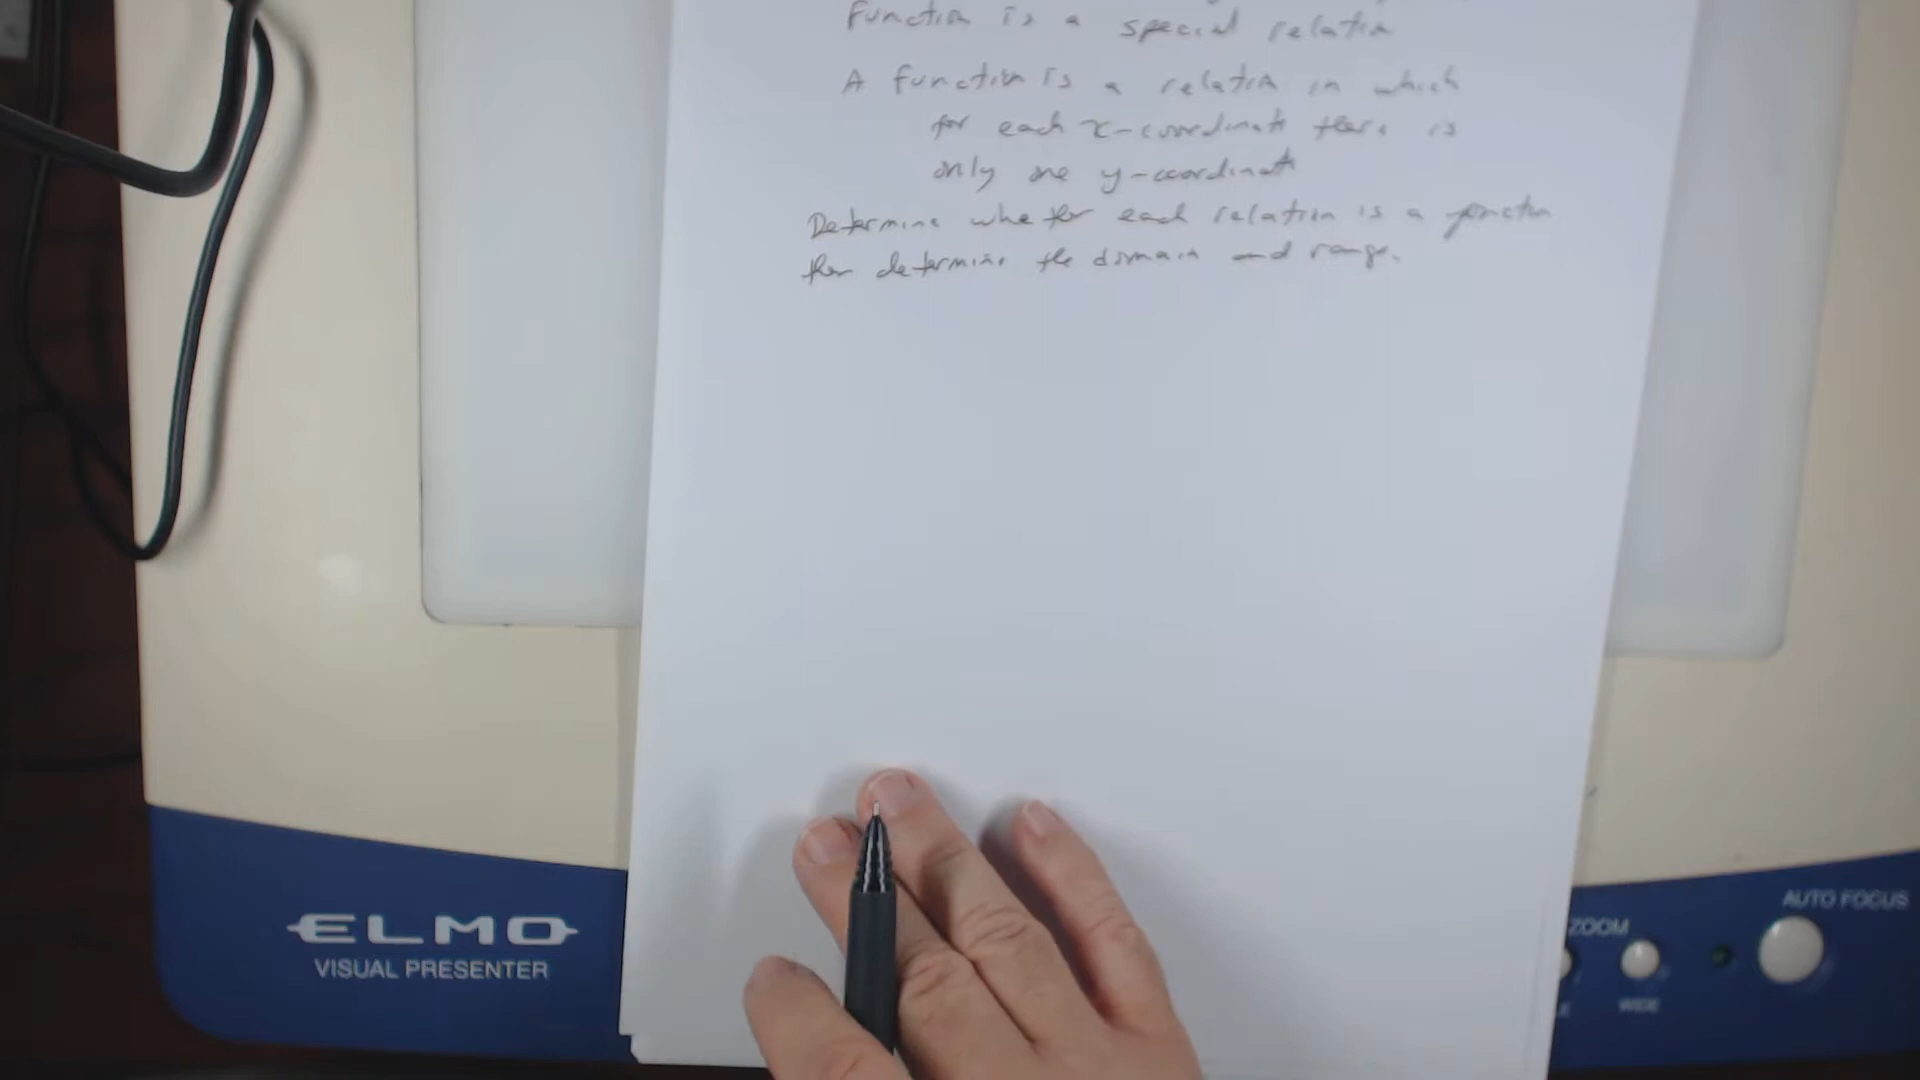 Function is a special relation
A function is a relation in which
for each x-coordinate there is
only one y-coordinate
Determine whether each relation is a function
then determine the domain and range.
ELMO
VISUAL PRESENTER
ZOOM
WIDE
AUTO FOCUS